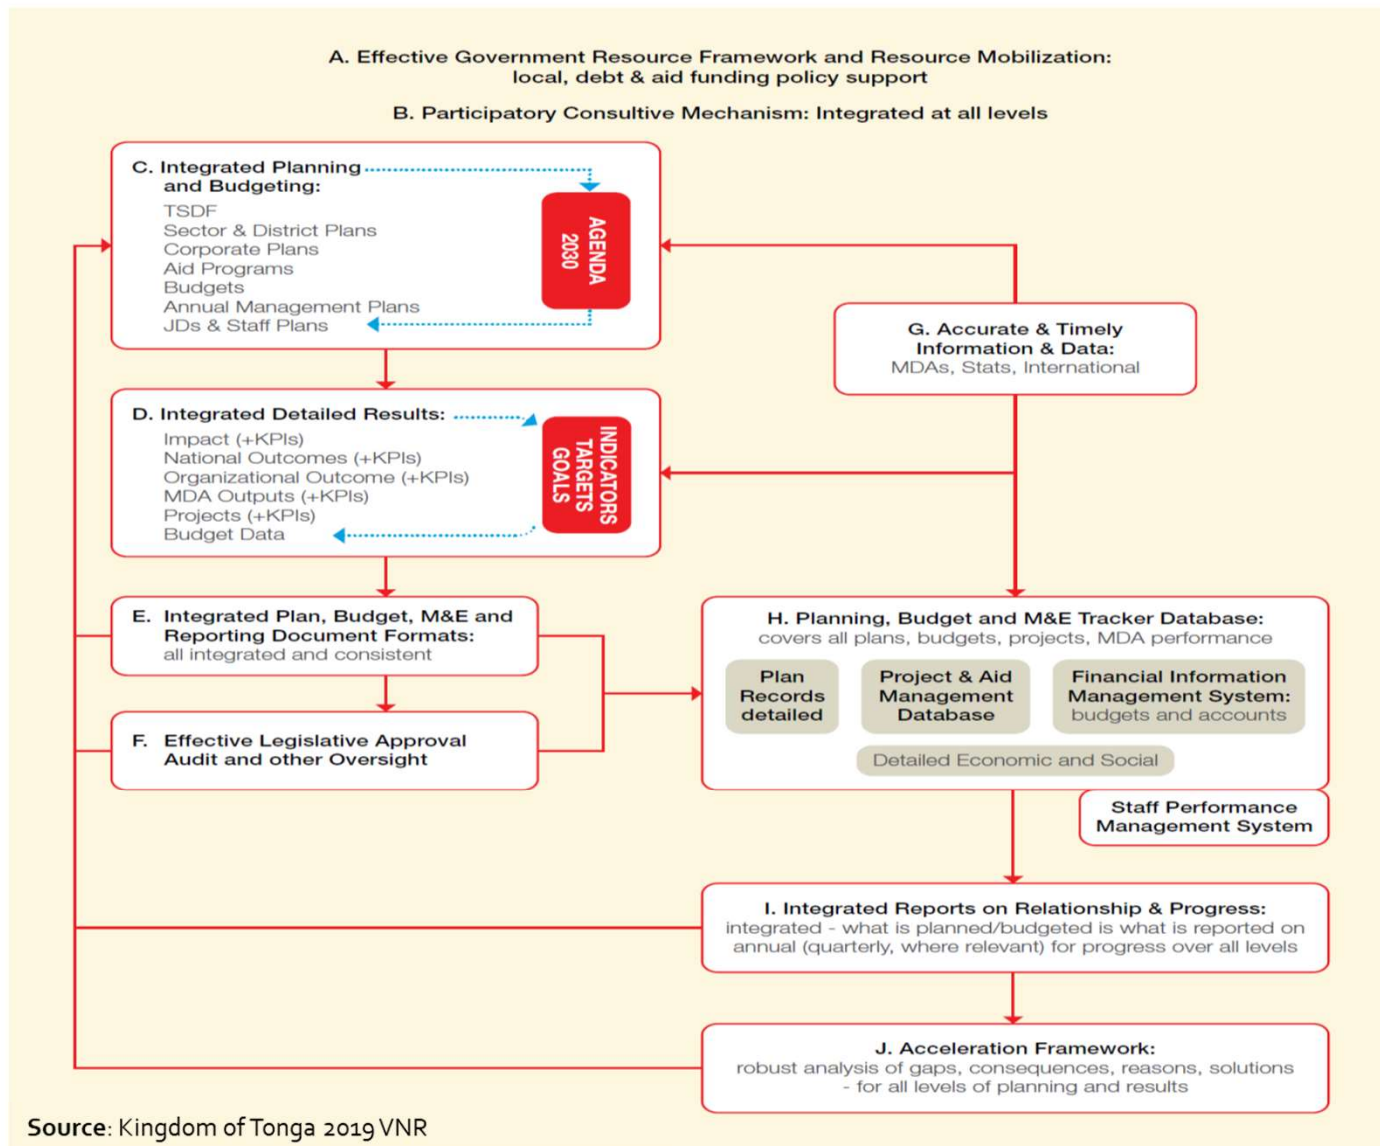 A. Effective Government Resource Framework and Resource Mobilization:
local, debt & aid funding policy support
B. Participatory Consultive Mechanism: Integrated at all levels
C. Integrated Planning
and Budgeting:
TSDF
Sector & District Plans
Corporate Plans
Aid Programs
Budgets
Annual Management Plans
JDs & Staff Plans
AGENDA
2030
D. Integrated Detailed Results:
Impact (+KPIs)
National Outcomes (+KPIs)
Organizational Outcome (+KPIs)
MDA Outputs (+KPIs)
Projects (+KPIs)
Budget Data
INDICATORS
TARGETS
GOALS
E. Integrated Plan, Budget, M&E and
Reporting Document Formats:
all integrated and consistent
F. Effective Legislative Approval
Audit and other Oversight
G. Accurate & Timely
Information & Data:
MDAs, Stats, International
H. Planning, Budget and M&E Tracker Database:
covers all plans, budgets, projects, MDA performance
Plan
Records
detailed
Project & Aid
Management
Database
Financial Information
Management System:
budgets and accounts
Detailed Economic and Social
Staff Performance
Management System
I. Integrated Reports on Relationship & Progress:
integrated - what is planned/budgeted is what is reported on
annual (quarterly, where relevant) for progress over all levels
J. Acceleration Framework:
robust analysis of gaps, consequences, reasons, solutions
- for all levels of planning and results
Source: Kingdom of Tonga 2019 VNR